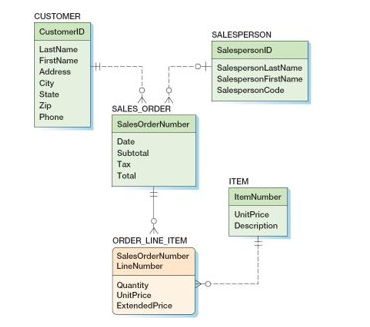 CUSTOMER
CustomerID
LastName
FirstName
Address
City
State
Zip
Phone
SALESPERSON
SalespersonID
SalespersonLastName
SalespersonFirstName
SalespersonCode
SALES_ORDER
SalesOrderNumber
Date
Subtotal
Tax
Total
ITEM
ItemNumber
UnitPrice
Description
ORDER_LINE_ITEM
SalesOrderNumber
LineNumber
Quantity
UnitPrice
ExtendedPrice